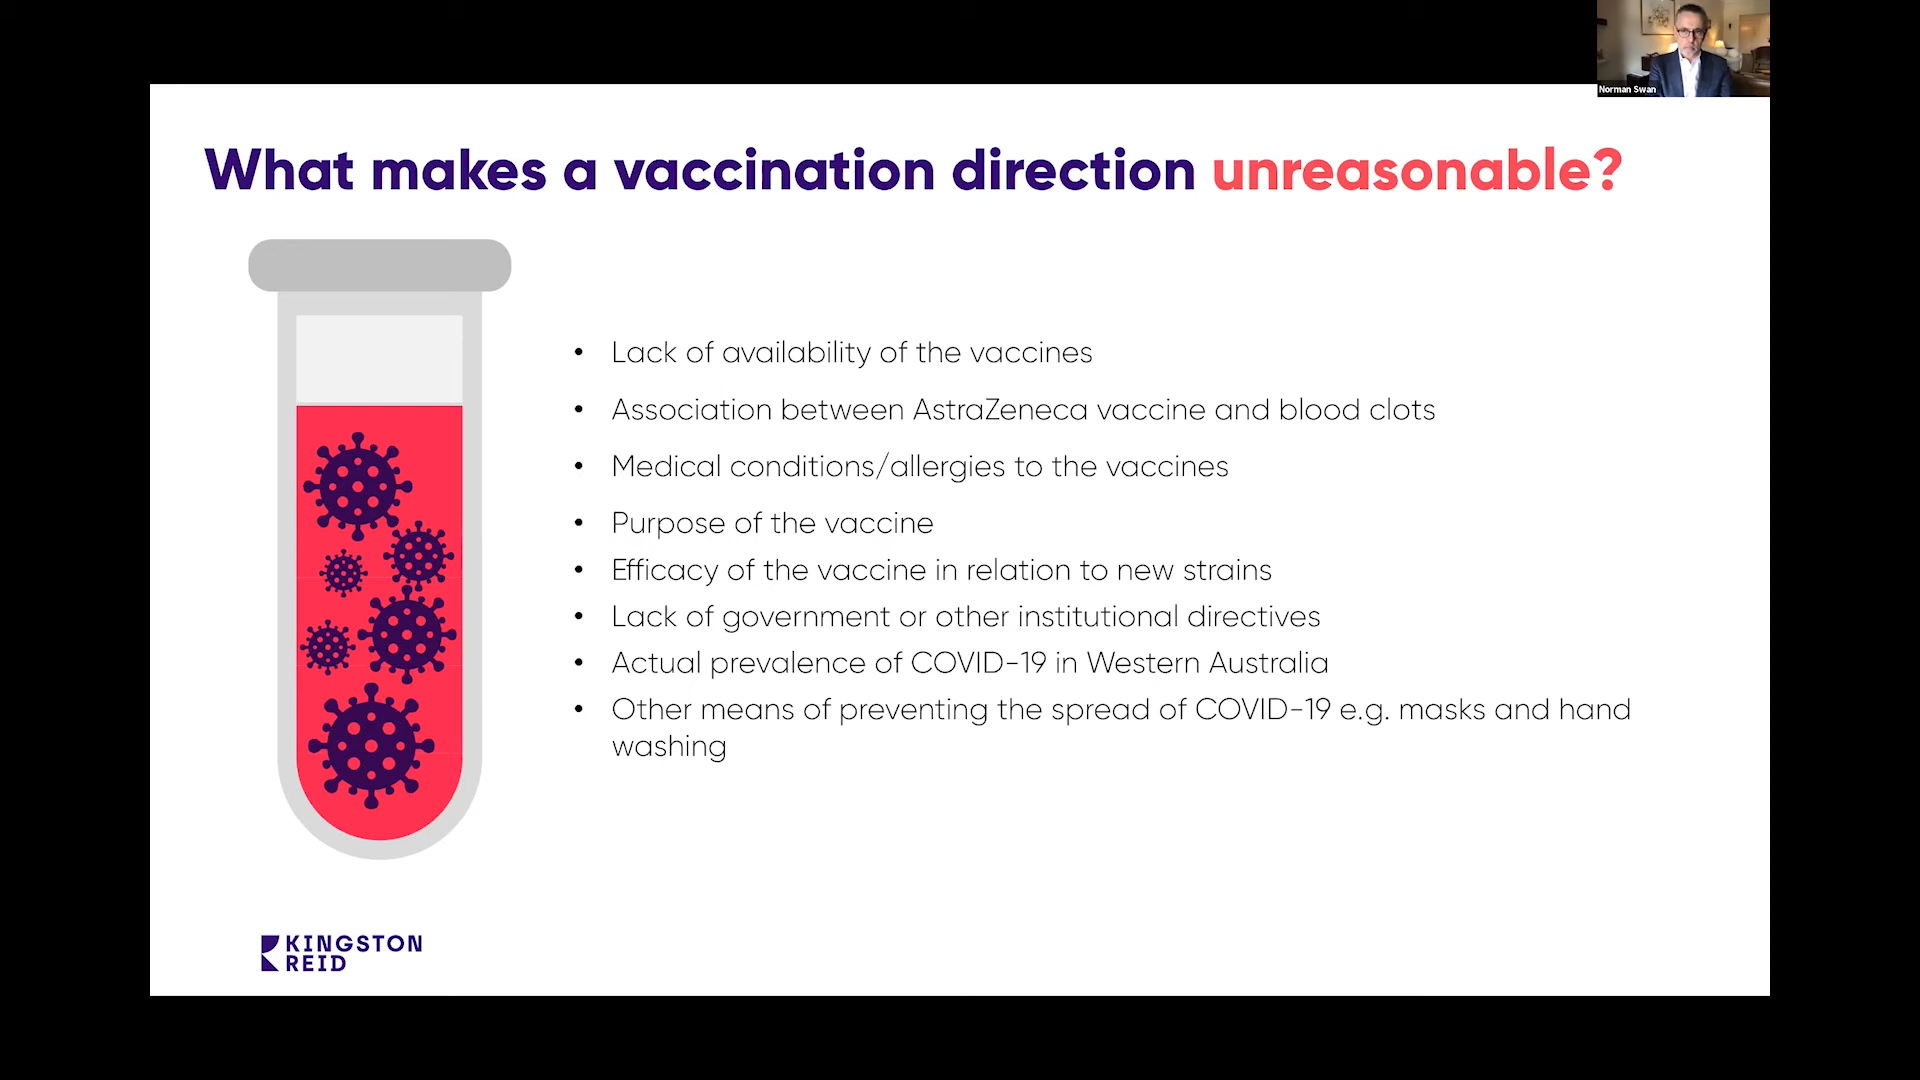 Norman Swan
What makes a vaccination direction unreasonable?
• Lack of availability of the vaccines
• Association between AstraZeneca vaccine and blood clots
• Medical conditions/allergies to the vaccines
• Purpose of the vaccine
• Efficacy of the vaccine in relation to new strains
• Lack of government or other institutional directives
• Actual prevalence of COVID-19 in Western Australia
• Other means of preventing the spread of COVID-19 e.g. masks and hand
washing
KINGSTON
REID